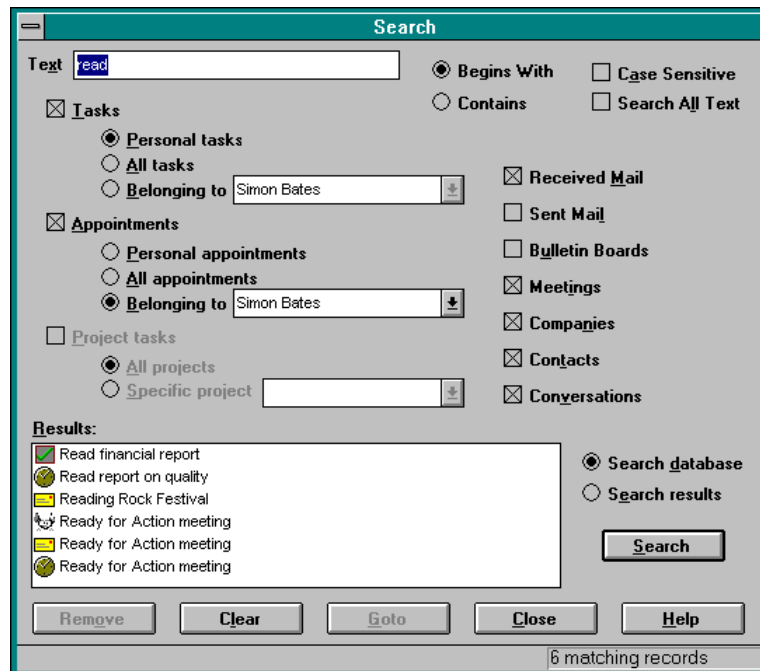 Search
Text read
Begins With
Case Sensitive
Contains
Search All Text
Tasks
Personal tasks
All tasks
Belonging to Simon Bates
Appointments
Personal appointments
All appointments
Belonging to Simon Bates
Project tasks
All projects
Specific project
Received Mail
Sent Mail
Bulletin Boards
Meetings
Companies
Contacts
Conversations
Results:
Read financial report
Read report on quality
Reading Rock Festival
Ready for Action meeting
Ready for Action meeting
Ready for Action meeting
Search database
Search results
Search
Remove Clear Goto Close Help
6 matching records